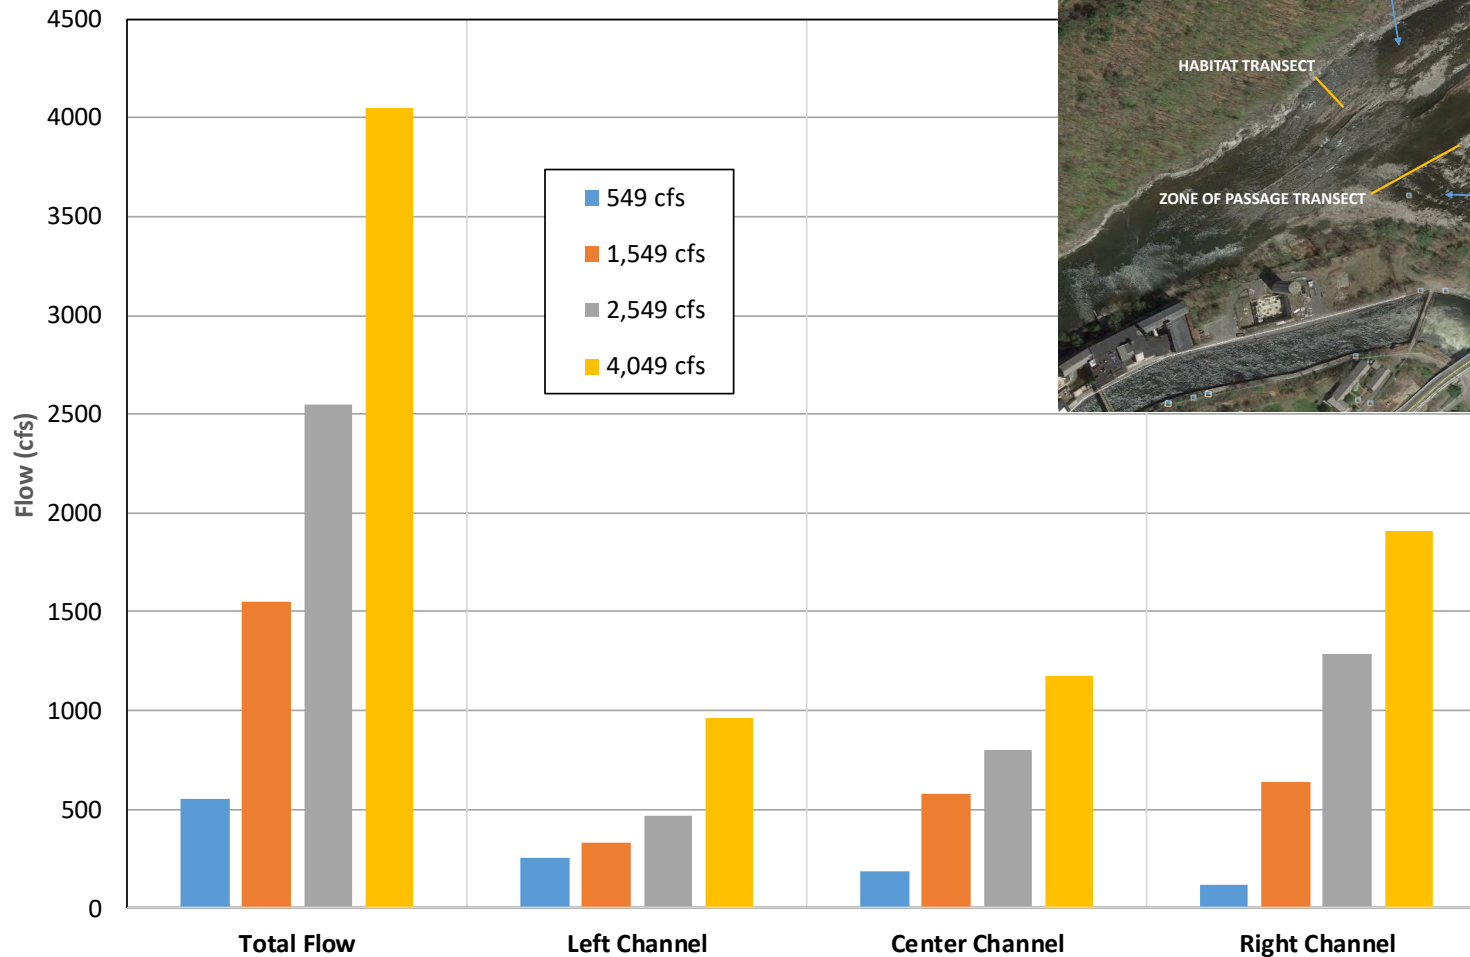 4500
4000
3500
3000
2500
2000
1500
1000
500
0
Flow (cfs)
549 cfs
1,549 cfs
2,549 cfs
4,049 cfs
HABITAT TRANSECT
ZONE OF PASSAGE TRANSECT
Total Flow
Left Channel
Center Channel
Right Channel